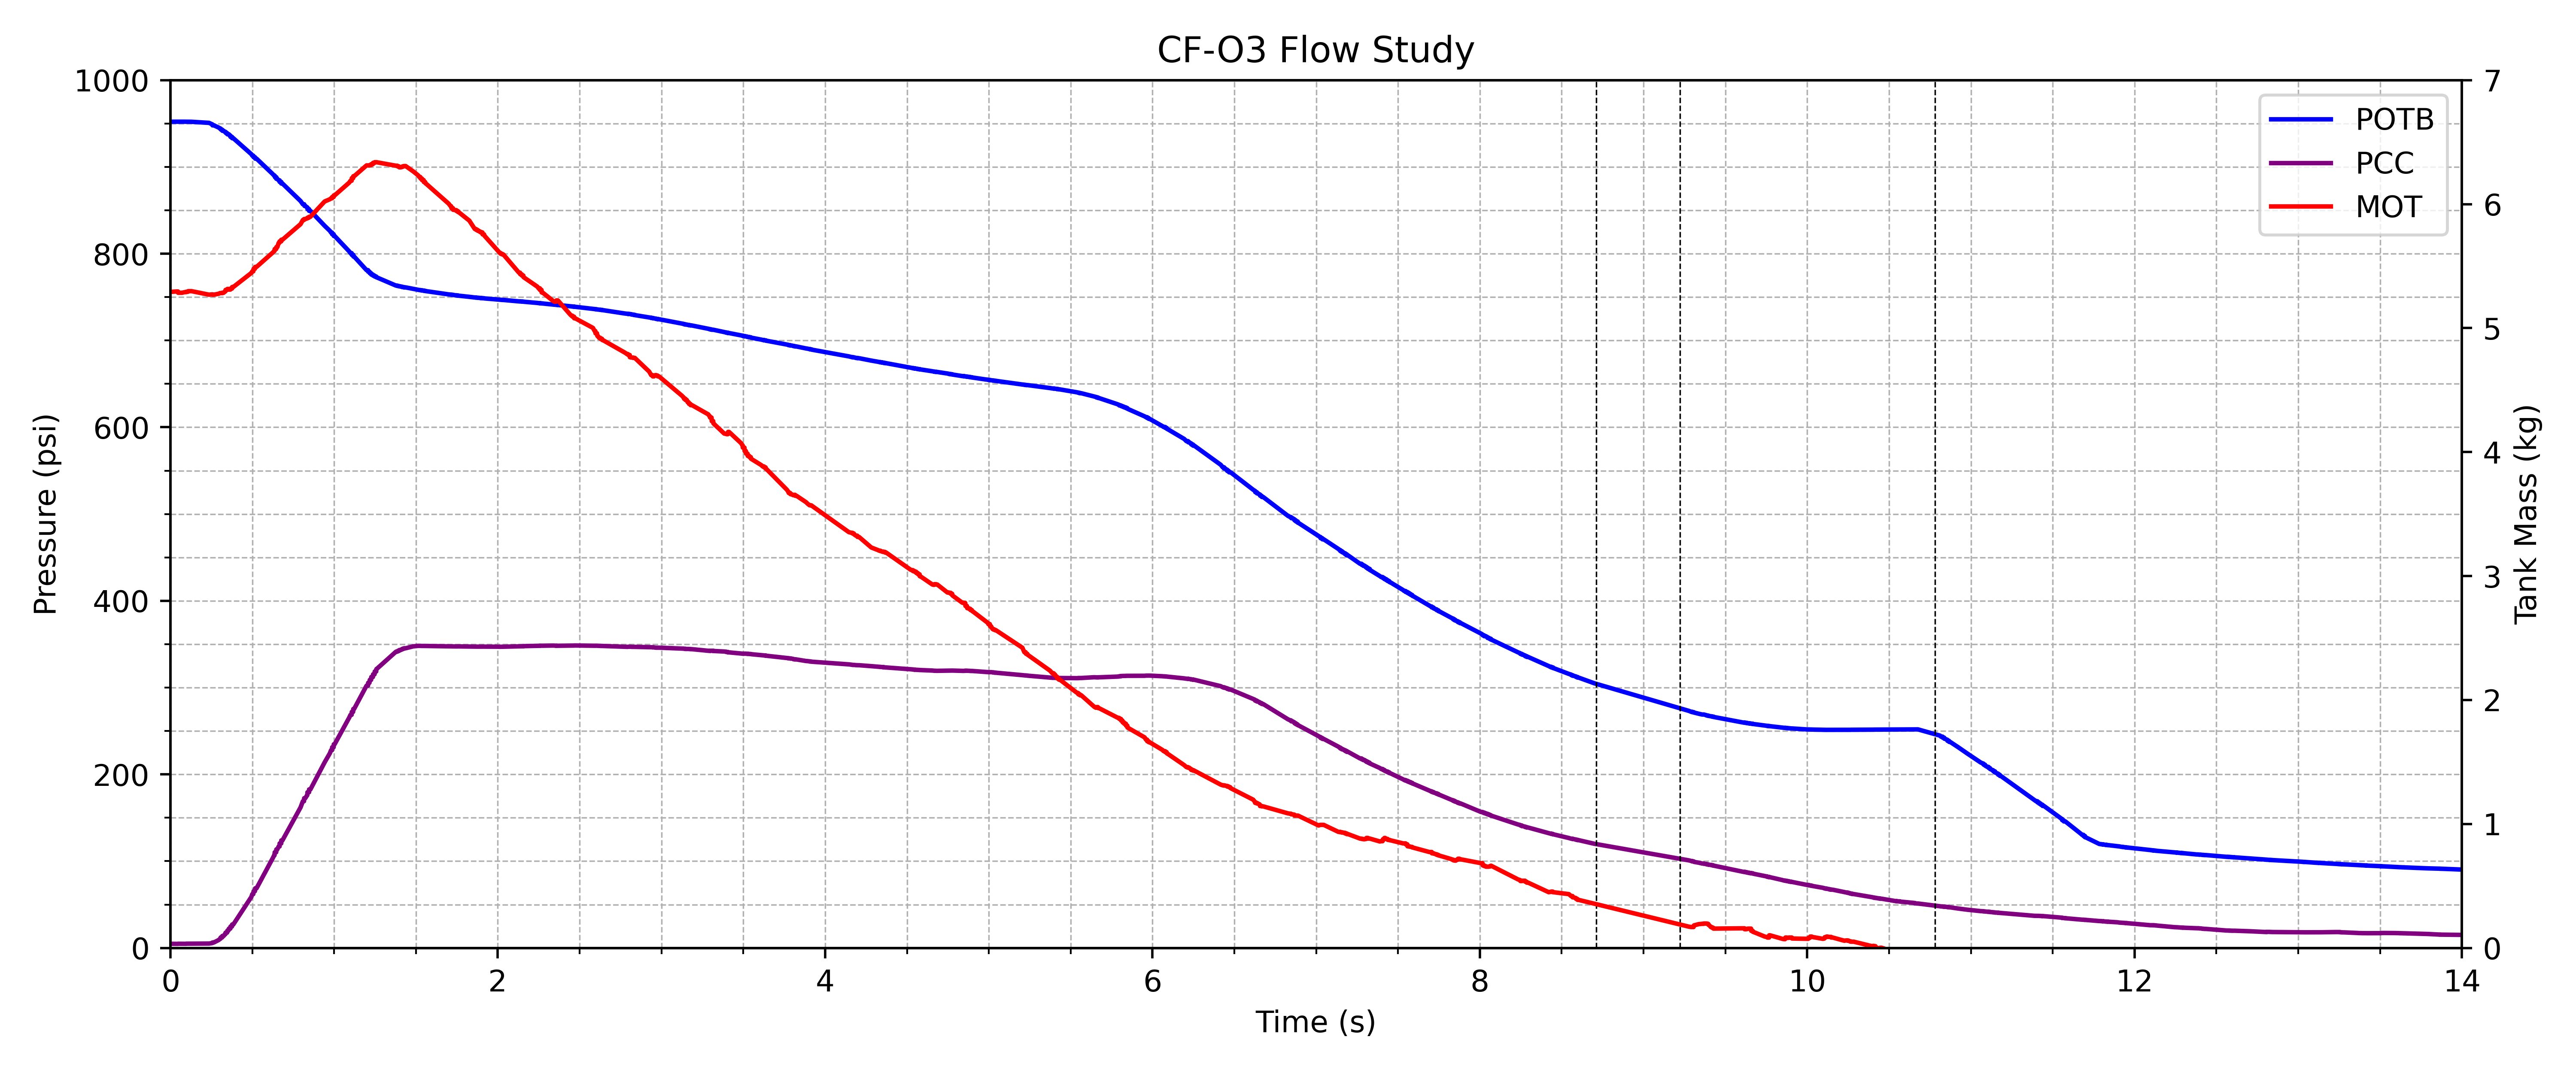 CF-O3 Flow Study
1000
800
600
400
200
0
Pressure (psi)
7
6
5
4
3
2
1
0
Tank Mass (kg)
POTB
PCC
MOT
0 2 4 6 8 10 12 14
Time (s)